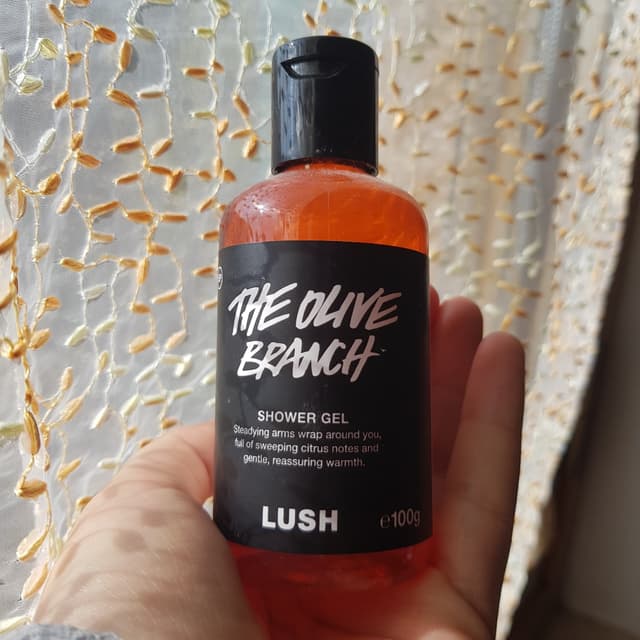 THE OLIVE
BRANCH™
SHOWER GEL
Steadying arms wrap around you,
full of sweeping citrus notes and
gentle, reassuring warmth.
LUSH
℮100g